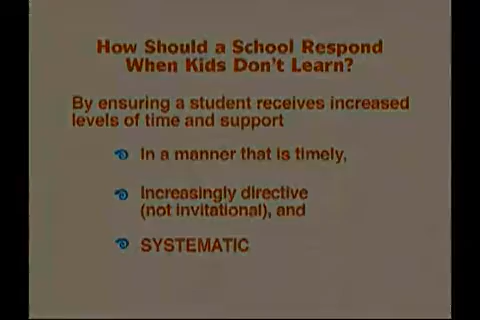 How Should a School Respond
When Kids Don't Learn?
By ensuring a student receives increased
levels of time and support
In a manner that is timely,
Increasingly directive
(not invitational), and
SYSTEMATIC